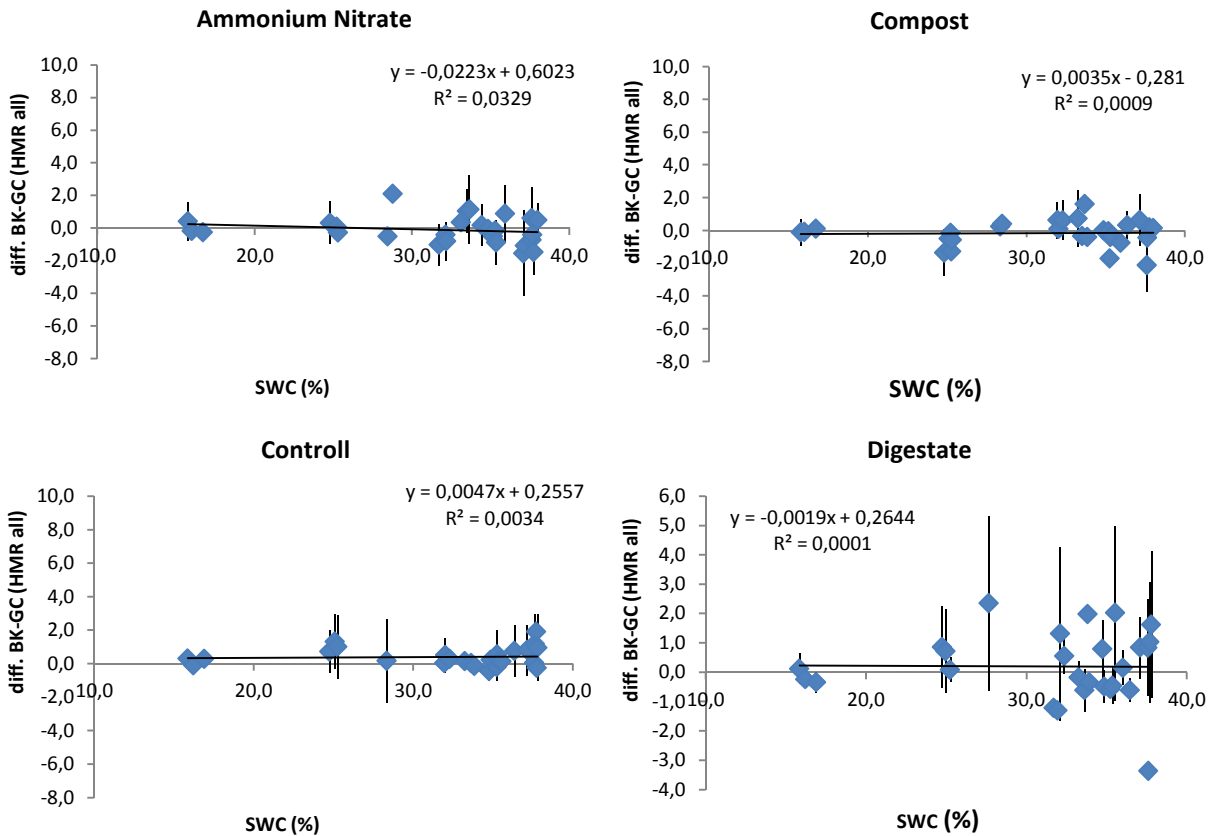 Ammonium Nitrate
diff. BK-GC (HMR all)
10,0
8,0
6,0
4,0
2,0
0,0
-2,0
-4,0
-6,0
-8,0
10,0
20,0
30,0
40,0
y = -0,0223x + 0,6023
R² = 0,0329
SWC (%)
Compost
diff. BK-GC (HMR all)
10,0
8,0
6,0
4,0
2,0
0,0
-2,0
-4,0
-6,0
-8,0
10,0
20,0
30,0
40,0
y = 0,0035x - 0,281
R² = 0,0009
SWC (%)
Controll
diff. BK-GC (HMR all)
10,0
8,0
6,0
4,0
2,0
0,0
-2,0
-4,0
-6,0
-8,0
10,0
20,0
30,0
40,0
y = 0,0047x + 0,2557
R² = 0,0034
SWC (%)
Digestate
diff. BK-GC (HMR all)
6,0
5,0
4,0
3,0
2,0
1,0
0,0
-1,0
-2,0
-3,0
-4,0
10,0
20,0
30,0
40,0
y = -0,0019x + 0,2644
R² = 0,0001
SWC (%)